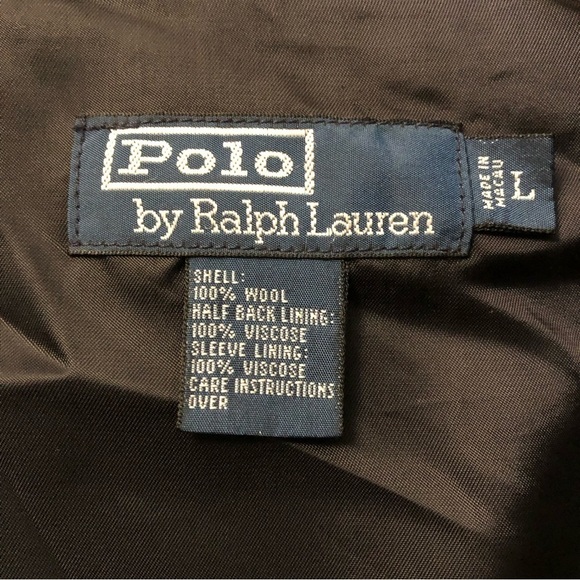 Polo
by Ralph Lauren
MADE IN
MACAU
L
SHELL:
100% WOOL
HALF BACK LINING:
100% VISCOSE
SLEEVE LINING:
100% VISCOSE
CARE INSTRUCTIONS
OVER